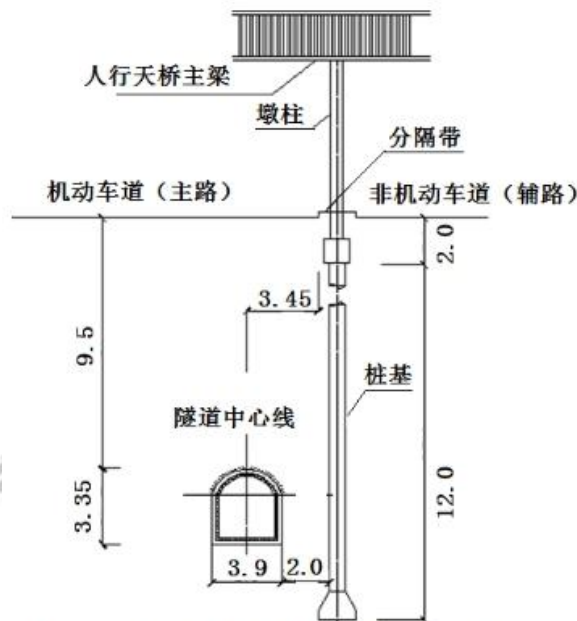 人行天桥主梁
墩柱
分隔带
机动车道（主路）
非机动车道（辅路）
2.0
3.45
9.5
桩基
隧道中心线
12.0
3.35
3.9
2.0